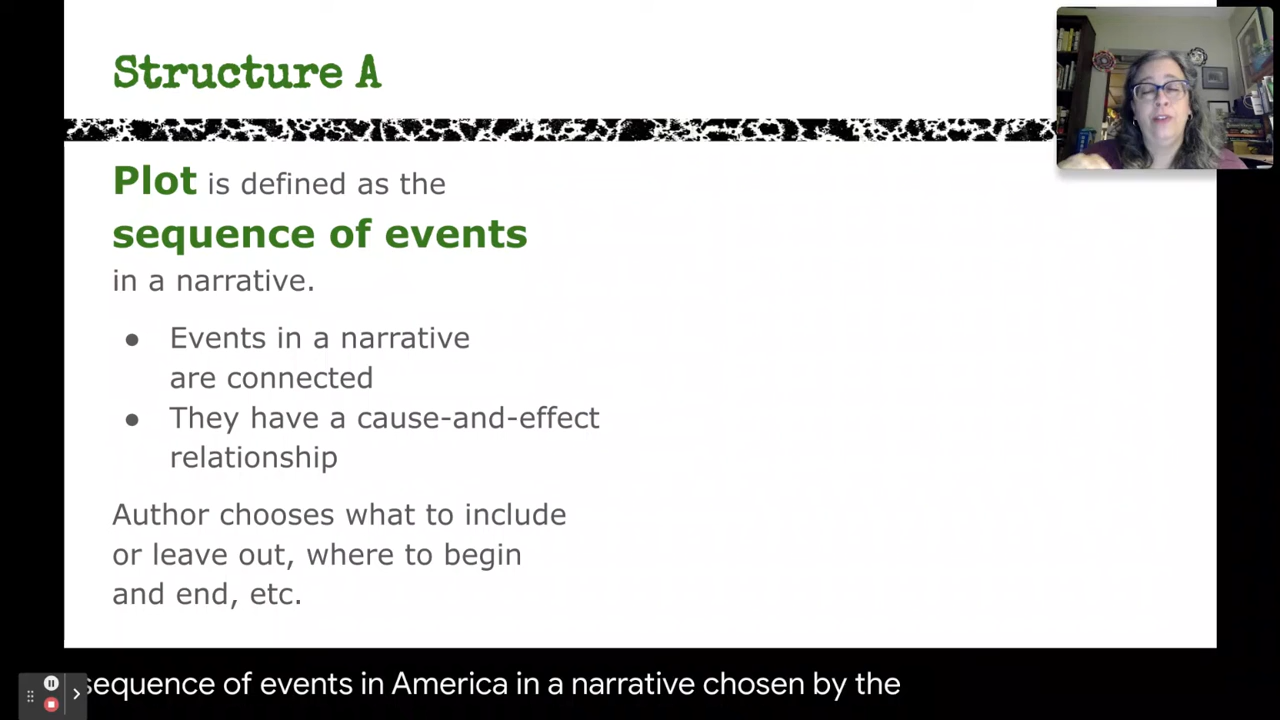 Structure A
Plot is defined as the
sequence of events
in a narrative.
● Events in a narrative
are connected
● They have a cause-and-effect
relationship
Author chooses what to include
or leave out, where to begin
and end, etc.
sequence of events in America in a narrative chosen by the